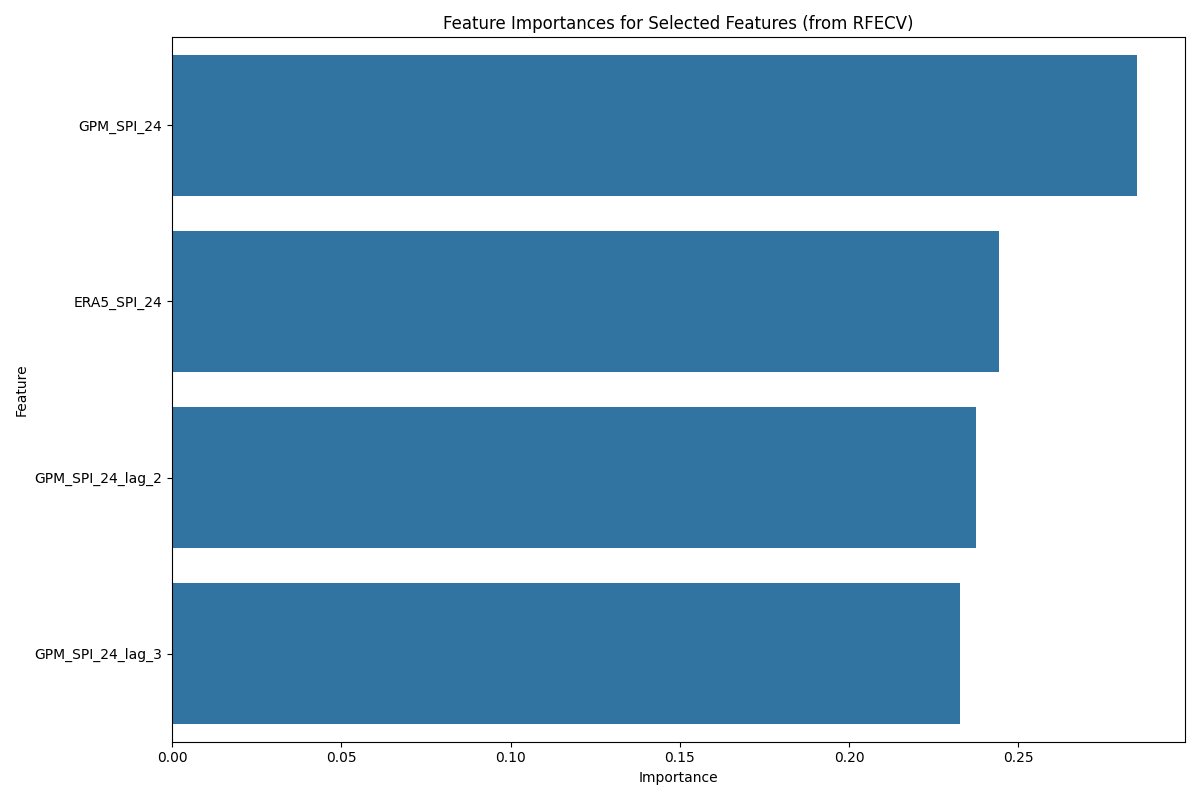 Feature Importances for Selected Features (from RFECV)
GPM_SPI_24
ERA5_SPI_24
GPM_SPI_24_lag_2
GPM_SPI_24_lag_3
Feature
0.00 0.05 0.10 0.15 0.20 0.25
Importance